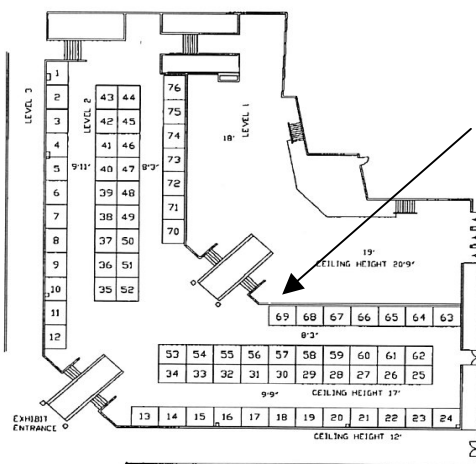 LEVEL 3
LEVEL 2
LEVEL 1
1
2
3
4
5
6
7
8
9
10
11
12
43 44
42 45
41 46
40 47
39 48
38 49
37 50
36 51
35 52
9'11"
8'3"
76
75
74
73
72
71
70
18'
19'
CEILING HEIGHT 20'9"
69 68 67 66 65 64 63
8'3"
53 54 55 56 57 58 59 60 61 62
34 33 32 31 30 29 28 27 26 25
9'9"
CEILING HEIGHT 17'
13 14 15 16 17 18 19 20 21 22 23 24
CEILING HEIGHT 12'
EXHIBIT
ENTRANCE